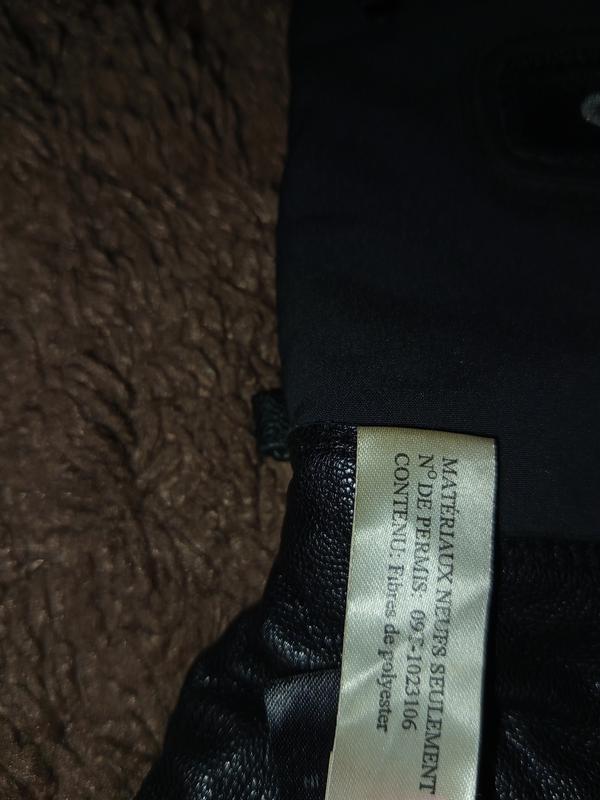 MATÉRIAUX NEUFS SEULEMENT
N° DE PERMIS. 09T-1023106
CONTENU: Fibres de polyester